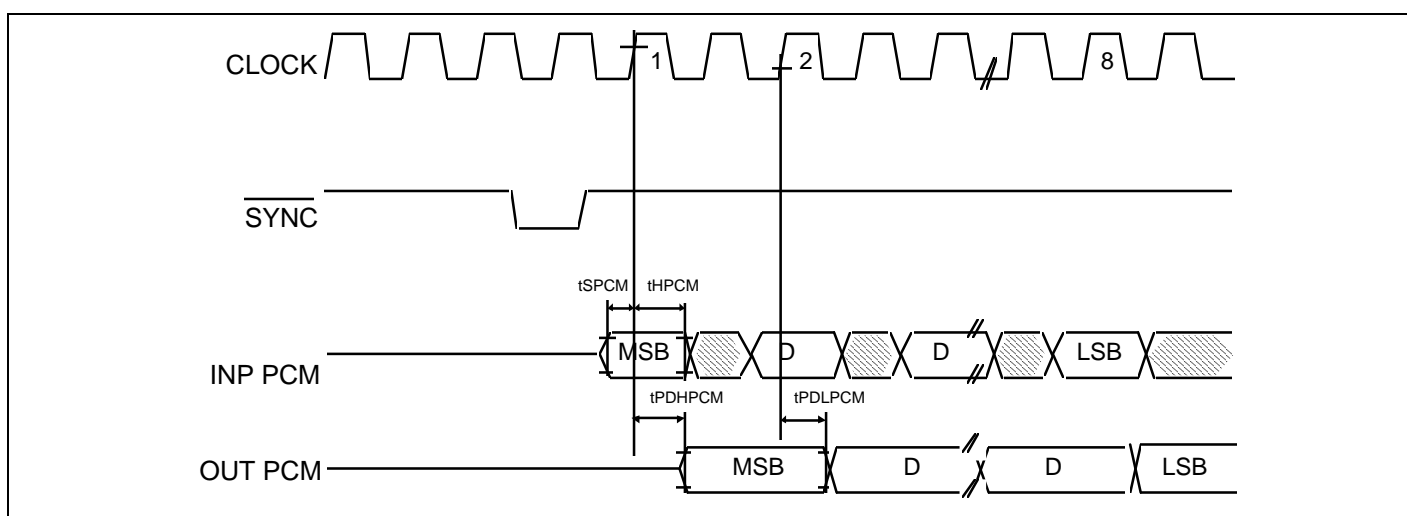 CLOCK 1 2 8
SYNC
tSPCM tHPCM
INP PCM MSB D D LSB
tPDHPCM tPDLPCM
OUT PCM MSB D D LSB